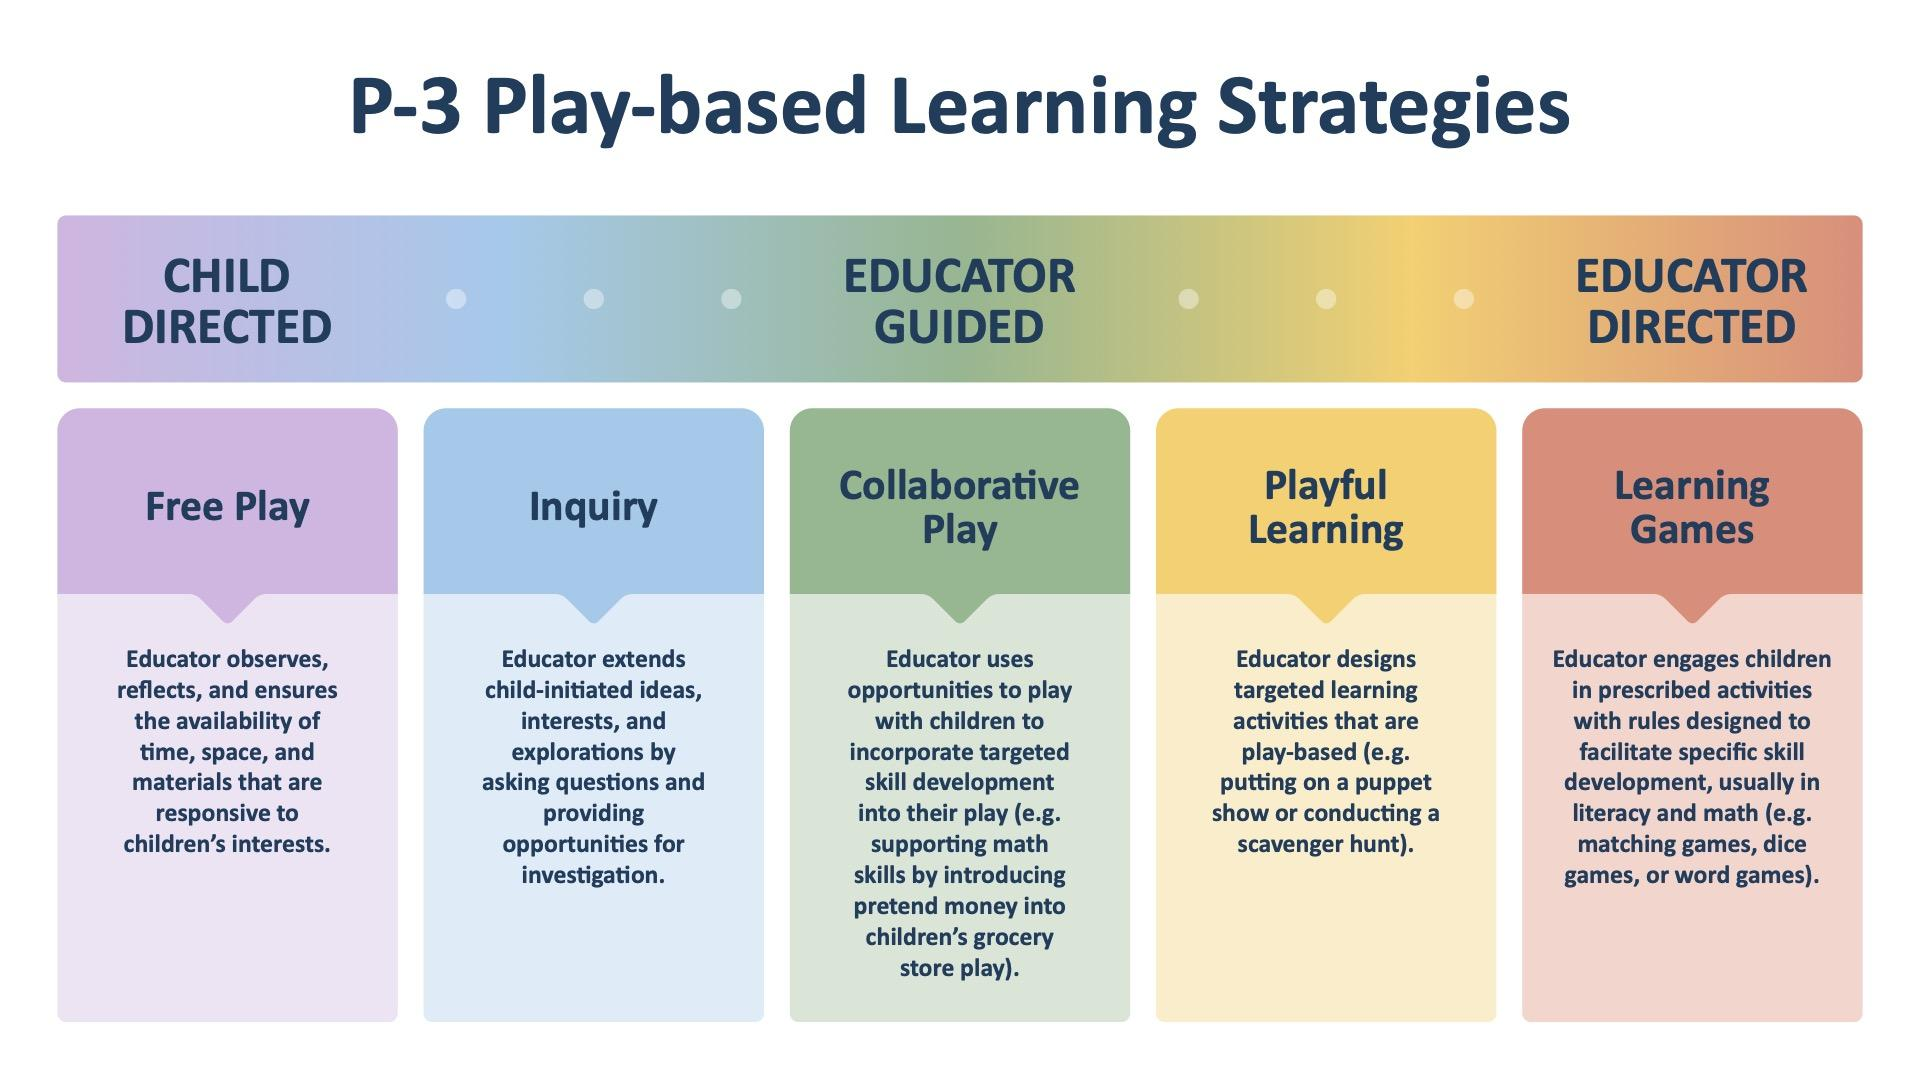 P-3 Play-based Learning Strategies
CHILD
DIRECTED
EDUCATOR
GUIDED
EDUCATOR
DIRECTED
Free Play
Educator observes,
reflects, and ensures
the availability of
time, space, and
materials that are
responsive to
children’s interests.
Inquiry
Educator extends
child-initiated ideas,
interests, and
explorations by
asking questions and
providing
opportunities for
investigation.
Collaborative
Play
Educator uses
opportunities to play
with children to
incorporate targeted
skill development
into their play (e.g.
supporting math
skills by introducing
pretend money into
children’s grocery
store play).
Playful
Learning
Educator designs
targeted learning
activities that are
play-based (e.g.
putting on a puppet
show or conducting a
scavenger hunt).
Learning
Games
Educator engages children
in prescribed activities
with rules designed to
facilitate specific skill
development, usually in
literacy and math (e.g.
matching games, dice
games, or word games).